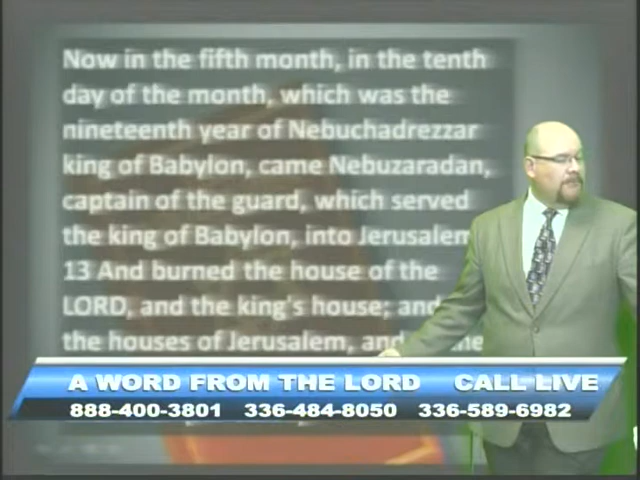 Now in the fifth month, in the tenth
day of the month, which was the
nineteenth year of Nebuchadrezzar
king of Babylon, came Nebuzaradan,
captain of the guard, which served
the king of Babylon, into Jerusalem
13 And burned the house of the
LORD, and the king's house; and
the houses of Jerusalem, and
A WORD FROM THE LORD CALL LIVE
888-400-3801 336-484-8050 336-589-6982